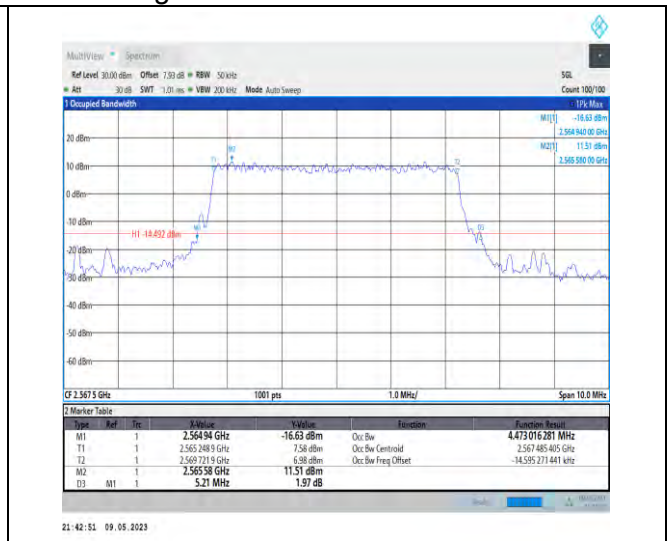 MultiView Spectrum
Ref Level 30.00 dBm Offset 7.93 dB RBW 50 kHz SGL
Att 30 dB SWT 1.01 ms VBW 200 kHz Mode Auto Sweep Count 100/100
1 Occupied Bandwidth 1Pk Max
M1[1] -16.63 dBm
2.564 940 00 GHz
M2[1] 11.51 dBm
2.565 580 00 GHz
20 dBm
M2
T1 T2
10 dBm
0 dBm
-10 dBm
M1 D3
H1 -14.492 dBm
-20 dBm
-30 dBm
-40 dBm
-50 dBm
-60 dBm
CF 2.567 5 GHz 1001 pts 1.0 MHz/ Span 10.0 MHz
2 Marker Table
Type Ref Trc X-Value Y-Value Function Function Result
M1 1 2.564 94 GHz -16.63 dBm Occ Bw 4.473 016 281 MHz
T1 1 2.565 248 9 GHz 7.58 dBm Occ Bw Centroid 2.567 485 405 GHz
T2 1 2.569 721 9 GHz 6.98 dBm Occ Bw Freq Offset -14.595 271 441 kHz
M2 1 2.565 58 GHz 11.51 dBm
D3 M1 1 5.21 MHz 1.97 dB
21:42:51 09.05.2023